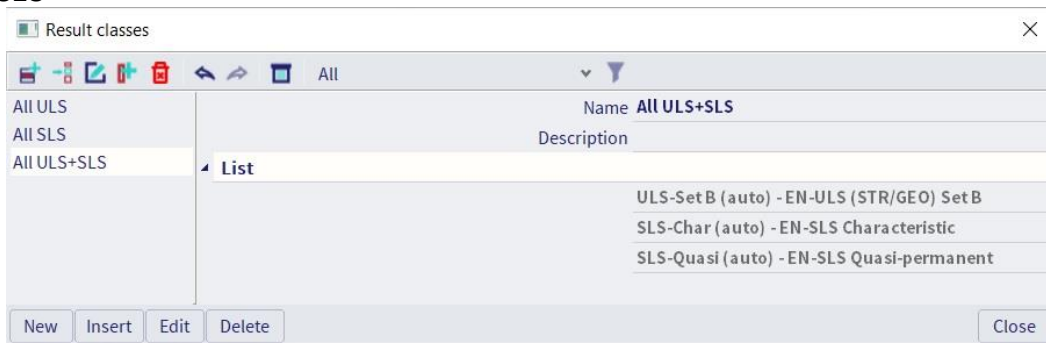 Result classes
All
All ULS
All SLS
All ULS+SLS
Name All ULS+SLS
Description
List
ULS-Set B (auto) - EN-ULS (STR/GEO) Set B
SLS-Char (auto) - EN-SLS Characteristic
SLS-Quasi (auto) - EN-SLS Quasi-permanent
New Insert Edit Delete Close